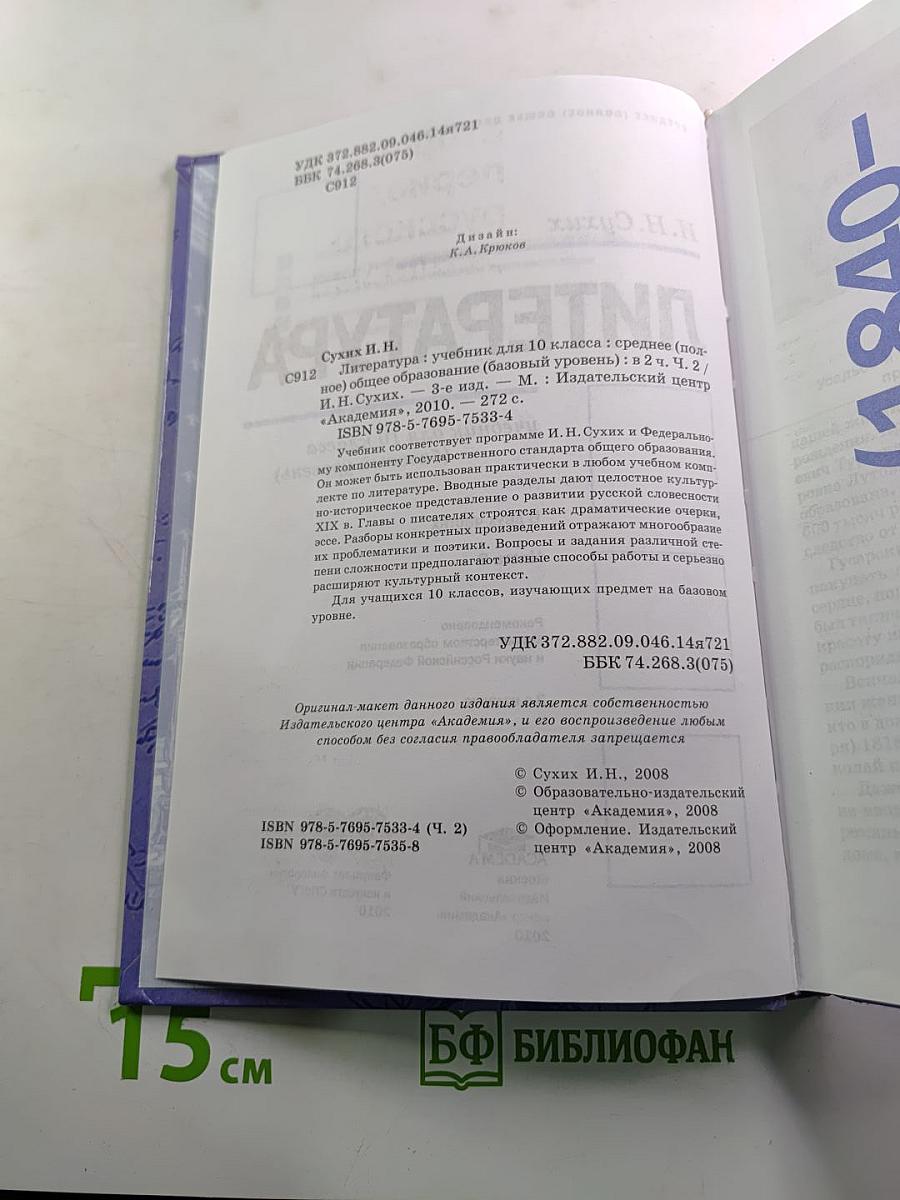 УДК 372.882.09.046.14я721
ББК 74.268.3(075)
С912
Дизайн:
К.А. Крюков
Сухих И. Н.
С912 Литература : учебник для 10 класса : среднее (пол-
ное) общее образование (базовый уровень) : в 2 ч. Ч. 2 /
И. Н. Сухих. — 3-е изд. — М. : Издательский центр
«Академия», 2010. — 272 с.
ISBN 978-5-7695-7533-4
Учебник соответствует программе И. Н. Сухих и Федерально-
му компоненту Государственного стандарта общего образования.
Он может быть использован практически в любом учебном комп-
лекте по литературе. Вводные разделы дают целостное культур-
но-историческое представление о развитии русской словесности
XIX в. Главы о писателях строятся как драматические очерки,
эссе. Разборы конкретных произведений отражают многообразие
их проблематики и поэтики. Вопросы и задания различной сте-
пени сложности предполагают разные способы работы и серьезно
расширяют культурный контекст.
Для учащихся 10 классов, изучающих предмет на базовом
уровне.
УДК 372.882.09.046.14я721
ББК 74.268.3(075)
Оригинал-макет данного издания является собственностью
Издательского центра «Академия», и его воспроизведение любым
способом без согласия правообладателя запрещается
© Сухих И. Н., 2008
© Образовательно-издательский
центр «Академия», 2008
© Оформление. Издательский
центр «Академия», 2008
ISBN 978-5-7695-7533-4 (Ч. 2)
ISBN 978-5-7695-7535-8
(1840–
15 см
БФ БИБЛИОФАН